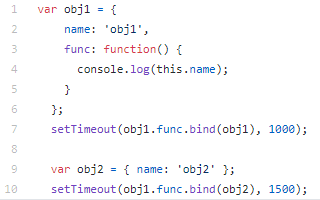 1 var obj1 = {
2 name: 'obj1',
3 func: function() {
4 console.log(this.name);
5 }
6 };
7 setTimeout(obj1.func.bind(obj1), 1000);
8
9 var obj2 = { name: 'obj2' };
10 setTimeout(obj1.func.bind(obj2), 1500);